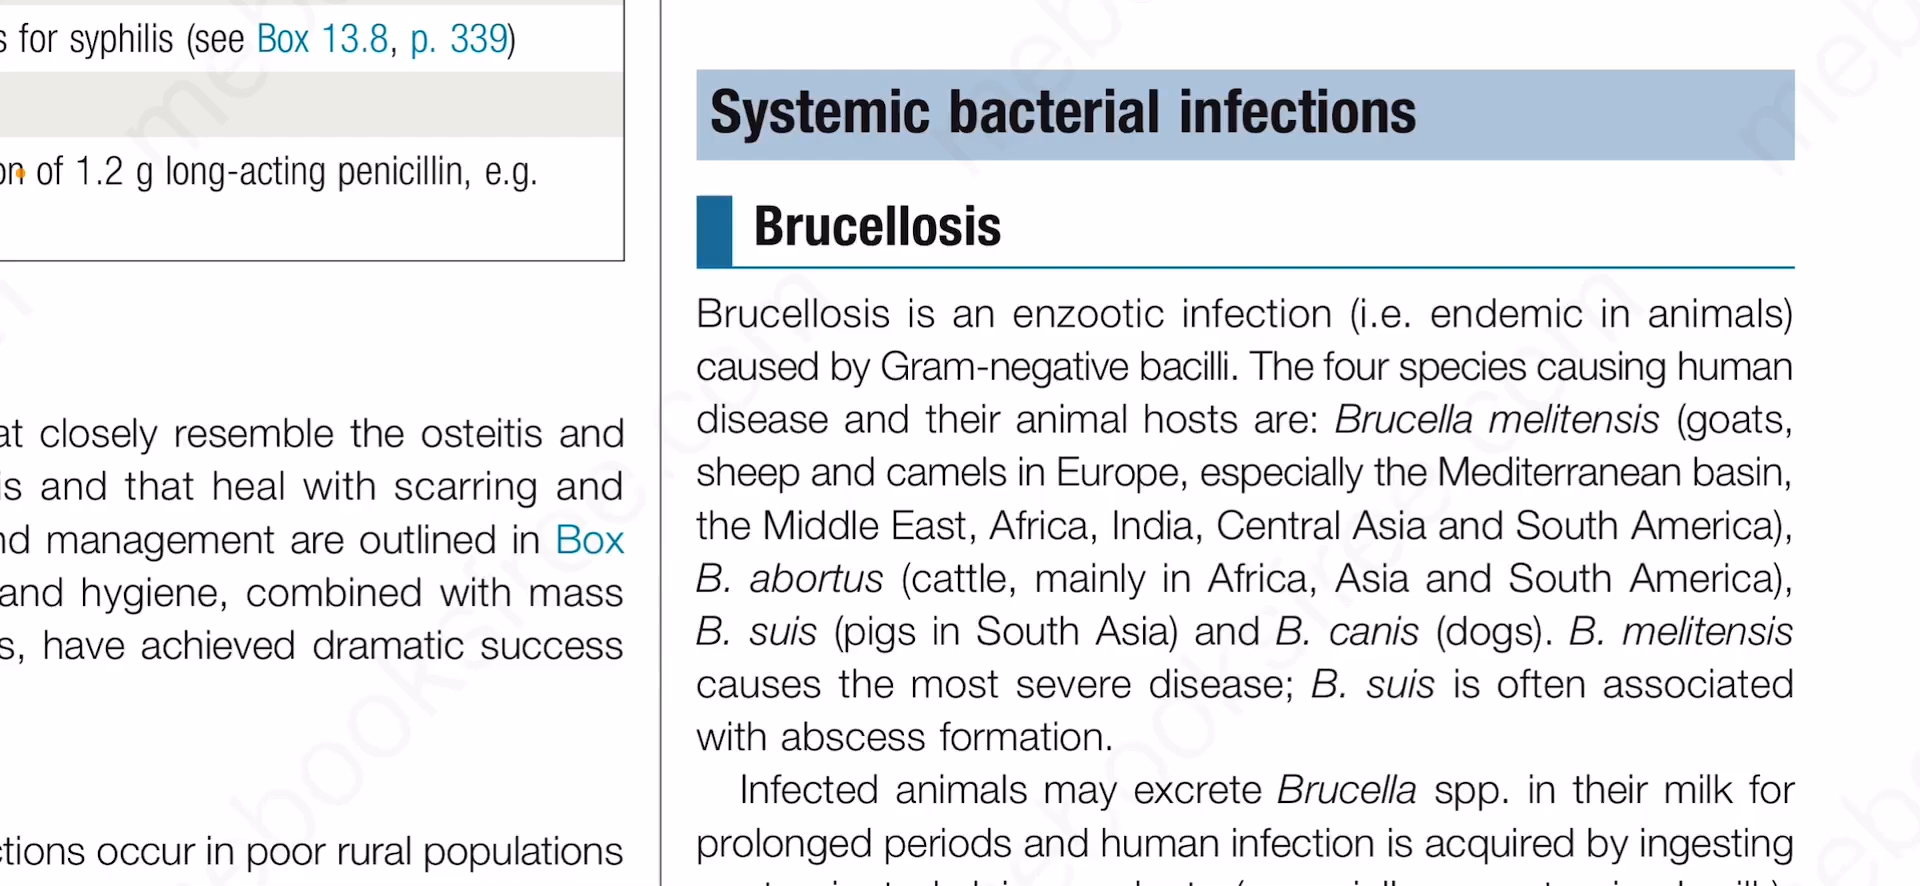 s for syphilis (see Box 13.8, p. 339)
on of 1.2 g long-acting penicillin, e.g.
at closely resemble the osteitis and
is and that heal with scarring and
nd management are outlined in Box
and hygiene, combined with mass
s, have achieved dramatic success
ctions occur in poor rural populations
Systemic bacterial infections
Brucellosis
Brucellosis is an enzootic infection (i.e. endemic in animals)
caused by Gram-negative bacilli. The four species causing human
disease and their animal hosts are: Brucella melitensis (goats,
sheep and camels in Europe, especially the Mediterranean basin,
the Middle East, Africa, India, Central Asia and South America),
B. abortus (cattle, mainly in Africa, Asia and South America),
B. suis (pigs in South Asia) and B. canis (dogs). B. melitensis
causes the most severe disease; B. suis is often associated
with abscess formation.
Infected animals may excrete Brucella spp. in their milk for
prolonged periods and human infection is acquired by ingesting